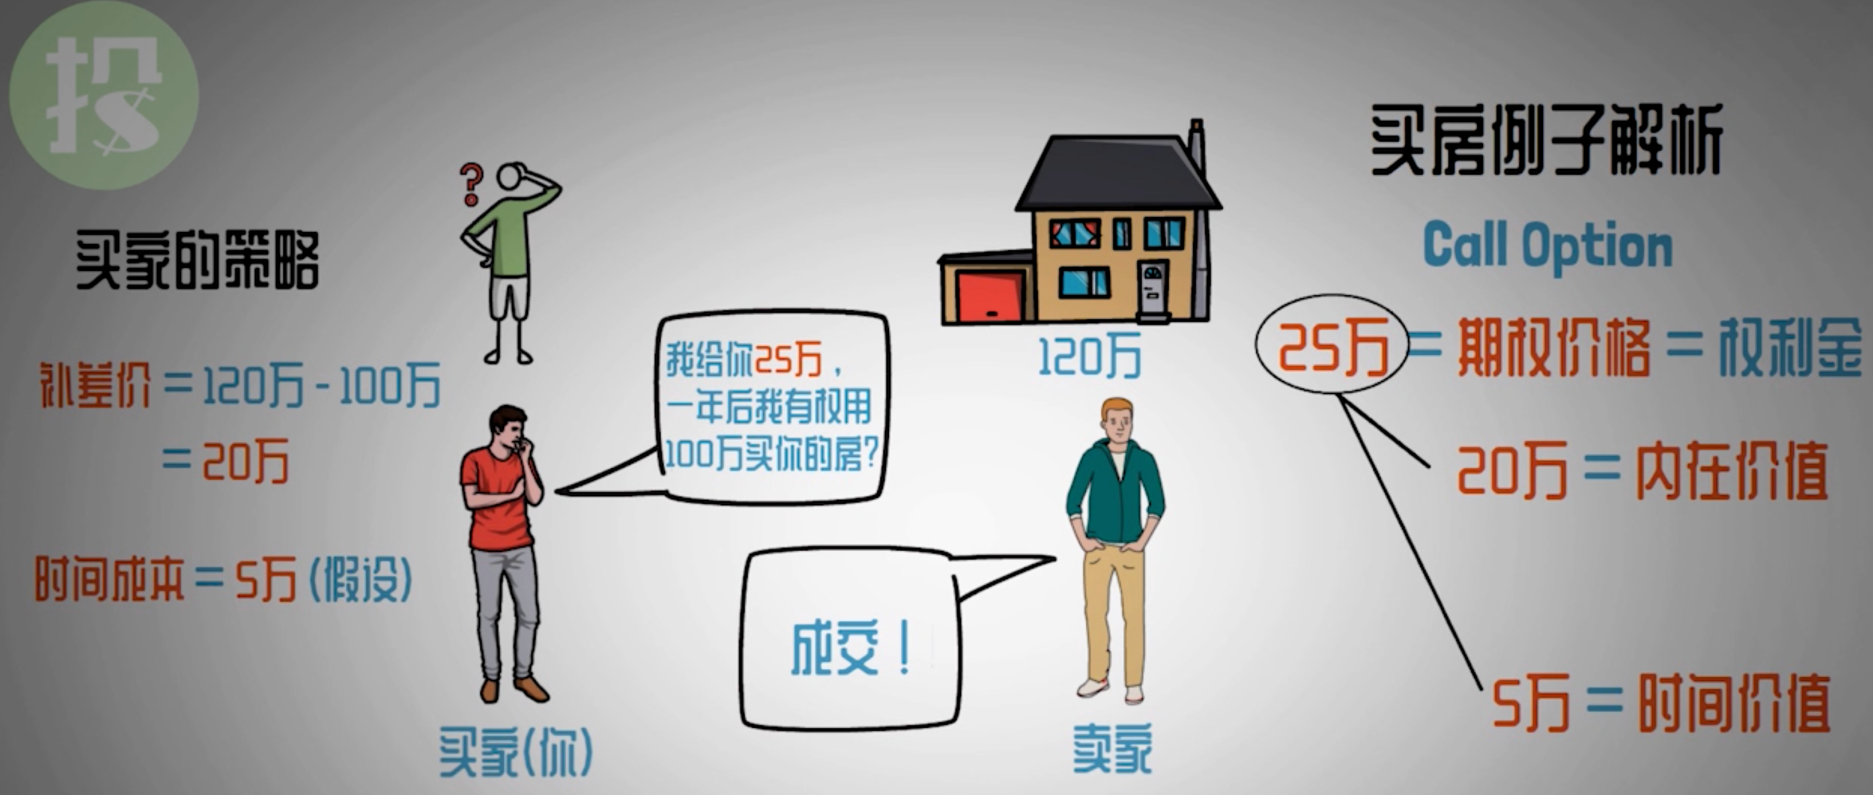 投
买房例子解析
买家的策略
Call Option
补差价 = 120万 - 100万
= 20万
时间成本 = 5万 (假设)
我给你25万，
一年后我有权用
100万买你的房?
120万
成交！
买家(你)
卖家
25万 = 期权价格 = 权利金
20万 = 内在价值
5万 = 时间价值
?